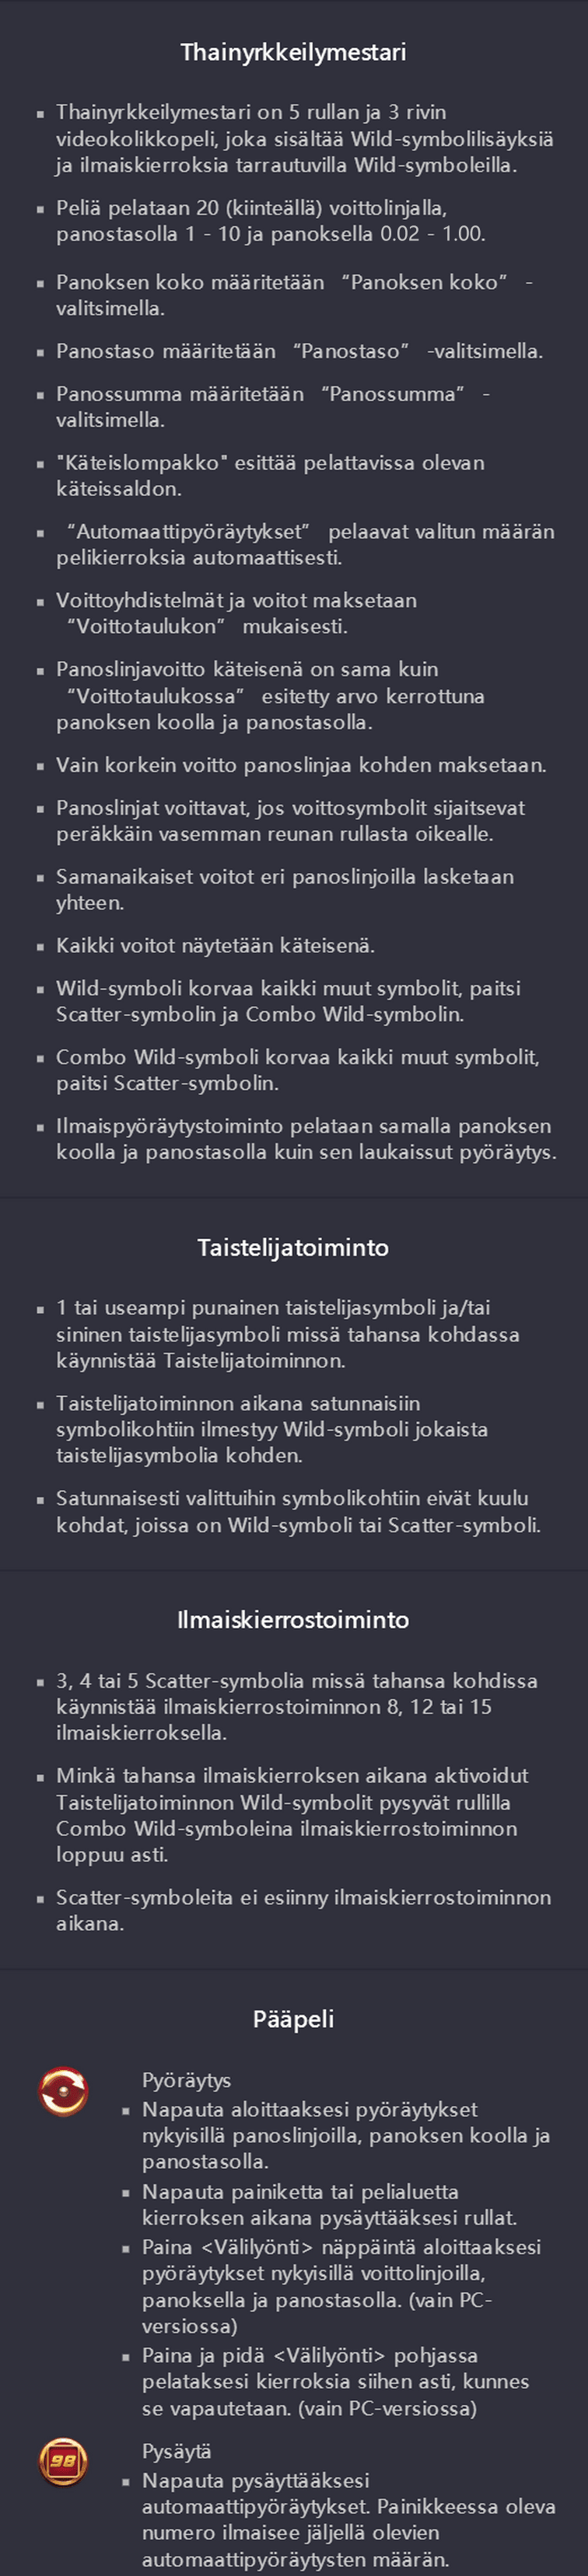 Thainyrkkeilymestari
▪ Thainyrkkeilymestari on 5 rullan ja 3 rivin
videokolikkopeli, joka sisältää Wild-symbolilisäyksiä
ja ilmaiskierroksia tarrautuvilla Wild-symboleilla.
▪ Peliä pelataan 20 (kiinteällä) voittolinjalla,
panostasolla 1 - 10 ja panoksella 0.02 - 1.00.
▪ Panoksen koko määritetään “Panoksen koko” -
valitsimella.
▪ Panostaso määritetään “Panostaso” -valitsimella.
▪ Panossumma määritetään “Panossumma” -
valitsimella.
▪ "Käteislompakko" esittää pelattavissa olevan
käteissaldon.
▪ “Automaattipyöräytykset” pelaavat valitun määrän
pelikierroksia automaattisesti.
▪ Voittoyhdistelmät ja voitot maksetaan
“Voittotaulukon” mukaisesti.
▪ Panoslinjavoitto käteisenä on sama kuin
“Voittotaulukossa” esitetty arvo kerrottuna
panoksen koolla ja panostasolla.
▪ Vain korkein voitto panoslinjaa kohden maksetaan.
▪ Panoslinjat voittavat, jos voittosymbolit sijaitsevat
peräkkäin vasemman reunan rullasta oikealle.
▪ Samanaikaiset voitot eri panoslinjoilla lasketaan
yhteen.
▪ Kaikki voitot näytetään käteisenä.
▪ Wild-symboli korvaa kaikki muut symbolit, paitsi
Scatter-symbolin ja Combo Wild-symbolin.
▪ Combo Wild-symboli korvaa kaikki muut symbolit,
paitsi Scatter-symbolin.
▪ Ilmaispyöräytystoiminto pelataan samalla panoksen
koolla ja panostasolla kuin sen laukaissut pyöräytys.
Taistelijatoiminto
▪ 1 tai useampi punainen taistelijasymboli ja/tai
sininen taistelijasymboli missä tahansa kohdassa
käynnistää Taistelijatoiminnon.
▪ Taistelijatoiminnon aikana satunnaisiin
symbolikohtiin ilmestyy Wild-symboli jokaista
taistelijasymbolia kohden.
▪ Satunnaisesti valittuihin symbolikohtiin eivät kuulu
kohdat, joissa on Wild-symboli tai Scatter-symboli.
Ilmaiskierrostoiminto
▪ 3, 4 tai 5 Scatter-symbolia missä tahansa kohdissa
käynnistää ilmaiskierrostoiminnon 8, 12 tai 15
ilmaiskierroksella.
▪ Minkä tahansa ilmaiskierroksen aikana aktivoidut
Taistelijatoiminnon Wild-symbolit pysyvät rullilla
Combo Wild-symboleina ilmaiskierrostoiminnon
loppuu asti.
▪ Scatter-symboleita ei esiinny ilmaiskierrostoiminnon
aikana.
Pääpeli
Pyöräytys
▪ Napauta aloittaaksesi pyöräytykset
nykyisillä panoslinjoilla, panoksen koolla ja
panostasolla.
▪ Napauta painiketta tai pelialuetta
kierroksen aikana pysäyttääksesi rullat.
▪ Paina <Välilyönti> näppäintä aloittaaksesi
pyöräytykset nykyisillä voittolinjoilla,
panoksella ja panostasolla. (vain PC-
versiossa)
▪ Paina ja pidä <Välilyönti> pohjassa
pelataksesi kierroksia siihen asti, kunnes
se vapautetaan. (vain PC-versiossa)
98
Pysäytä
▪ Napauta pysäyttääksesi
automaattipyöräytykset. Painikkeessa oleva
numero ilmaisee jäljellä olevien
automaattipyöräytysten määrän.